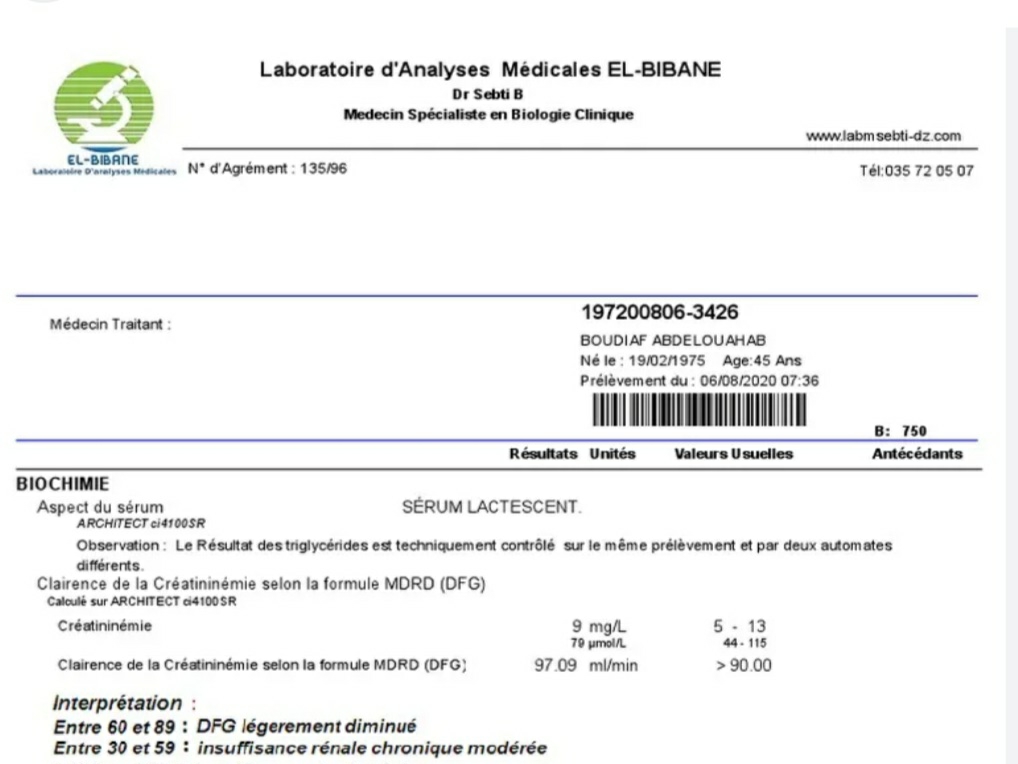 Laboratoire d'Analyses Médicales EL-BIBANE
Dr Sebti B
Medecin Spécialiste en Biologie Clinique
www.labmsebti-dz.com
EL-BIBANE
Laboratoire D'analyses Médicales
N° d'Agrément : 135/96
Tél:035 72 05 07
Médecin Traitant :
197200806-3426
BOUDIAF ABDELOUAHAB
Né le : 19/02/1975 Age:45 Ans
Prélèvement du : 06/08/2020 07:36
B: 750
Résultats Unités Valeurs Usuelles Antécédants
BIOCHIMIE
Aspect du sérum SÉRUM LACTESCENT.
ARCHITECT ci4100SR
Observation : Le Résultat des triglycérides est techniquement contrôlé sur le même prélèvement et par deux automates
différents.
Clairence de la Créatininémie selon la formule MDRD (DFG)
Calculé sur ARCHITECT ci4100SR
Créatininémie 9 mg/L 5 - 13
79 µmol/L 44 - 115
Clairence de la Créatininémie selon la formule MDRD (DFG) 97.09 ml/min > 90.00
Interprétation :
Entre 60 et 89 : DFG légerement diminué
Entre 30 et 59 : insuffisance rénale chronique modérée